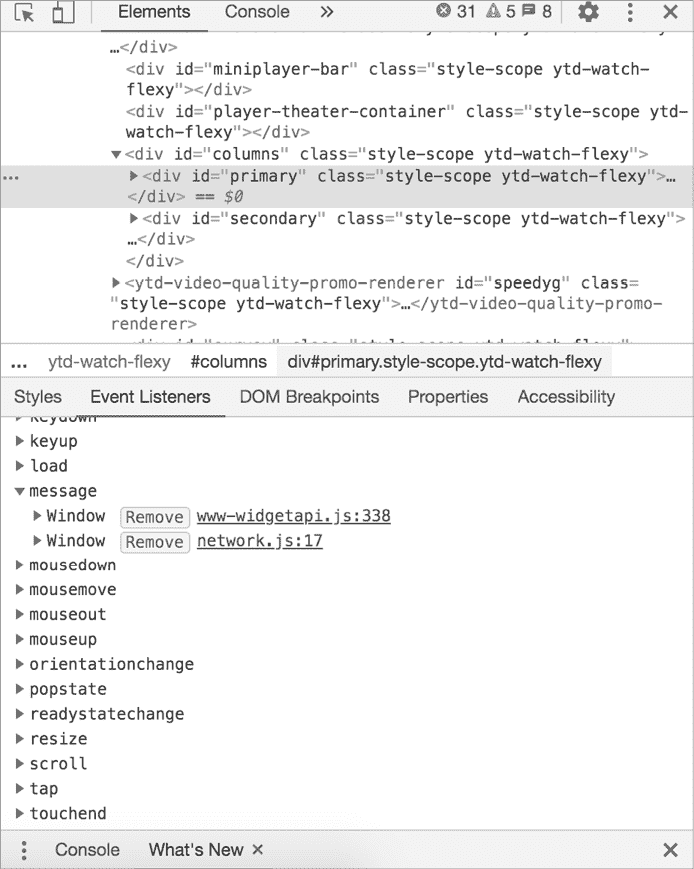 Elements Console » 31 5 8
…</div>
<div id="miniplayer-bar" class="style-scope ytd-watch-
flexy"></div>
<div id="player-theater-container" class="style-scope ytd-
watch-flexy"></div>
▼<div id="columns" class="style-scope ytd-watch-flexy">
… ▶<div id="primary" class="style-scope ytd-watch-flexy">…
</div> == $0
▶<div id="secondary" class="style-scope ytd-watch-flexy">
…</div>
</div>
▶<ytd-video-quality-promo-renderer id="speedyg" class=
"style-scope ytd-watch-flexy">…</ytd-video-quality-promo-
renderer>
… ytd-watch-flexy #columns div#primary.style-scope.ytd-watch-flexy
Styles Event Listeners DOM Breakpoints Properties Accessibility
▶keydown
▶keyup
▶load
▼message
▶Window Remove www-widgetapi.js:338
▶Window Remove network.js:17
▶mousedown
▶mousemove
▶mouseout
▶mouseup
▶orientationchange
▶popstate
▶readystatechange
▶resize
▶scroll
▶tap
▶touchend
Console What's New ×